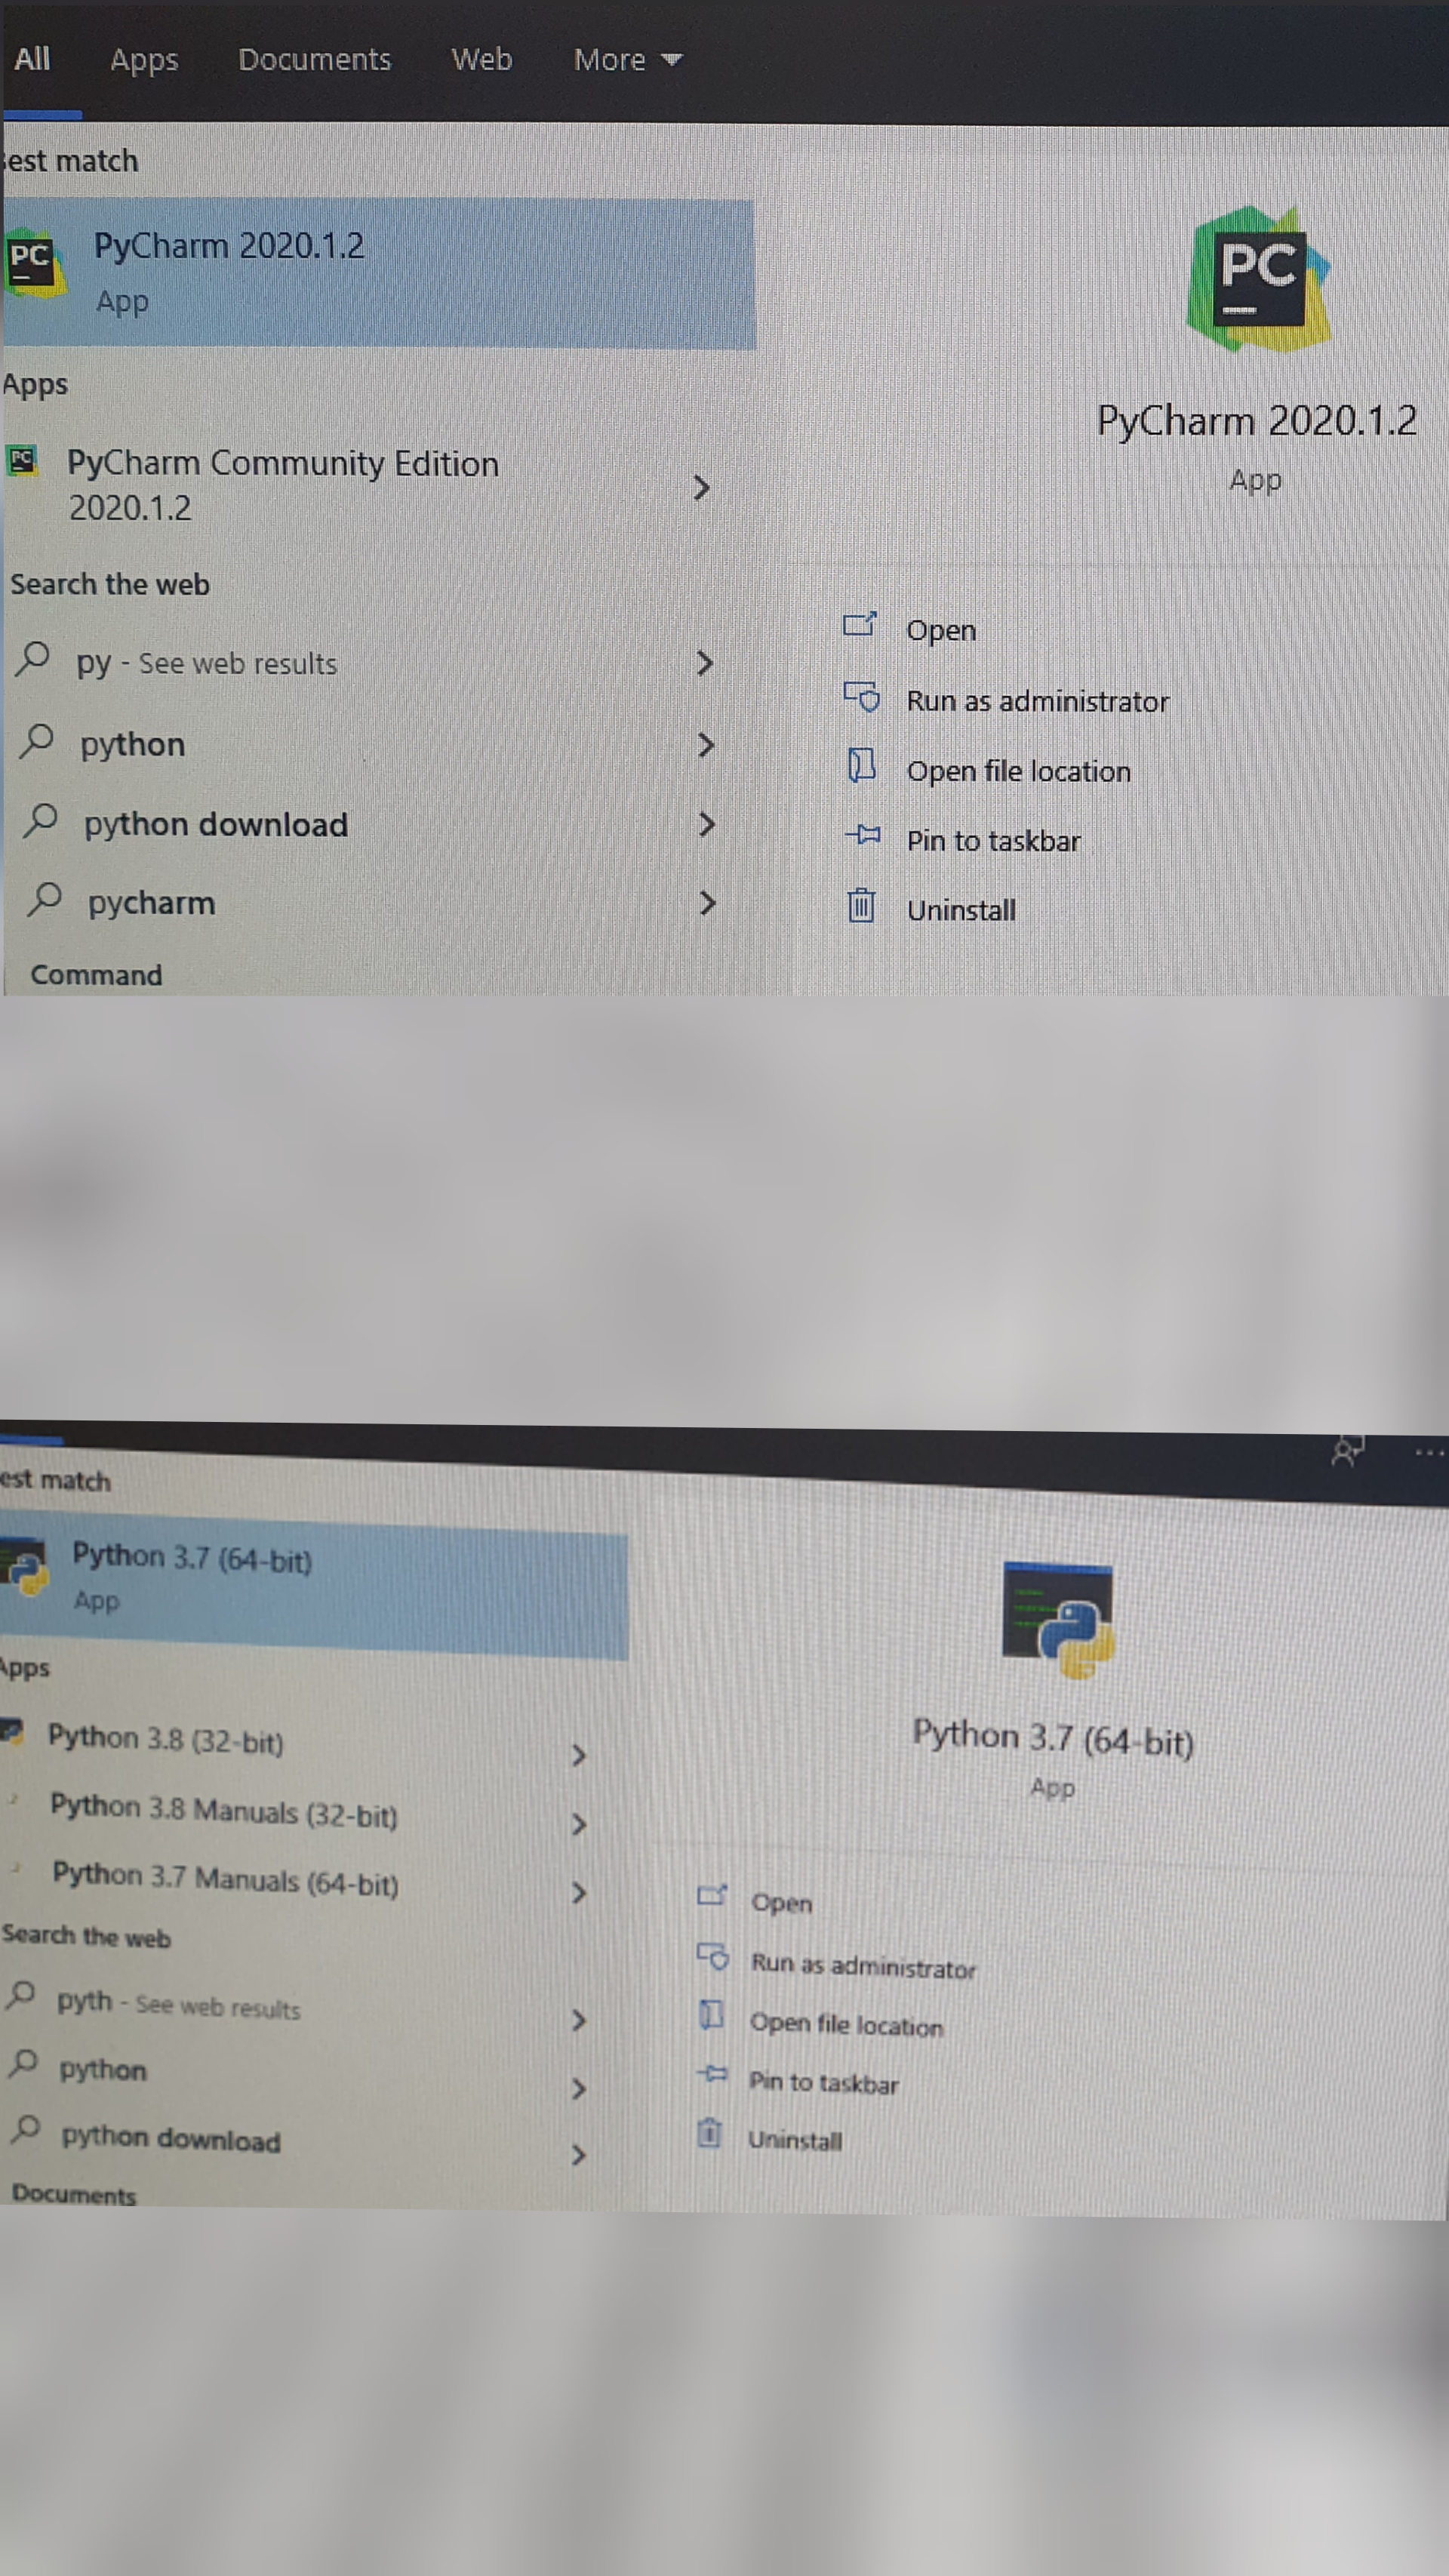 All Apps Documents Web More
est match
PyCharm 2020.1.2
App
Apps
PyCharm Community Edition
2020.1.2
Search the web
py - See web results
python
python download
pycharm
Command
PC
PC
PC
PyCharm 2020.1.2
App
Open
Run as administrator
Open file location
Pin to taskbar
Uninstall
est match
Python 3.7 (64-bit)
App
Apps
Python 3.8 (32-bit)
Python 3.8 Manuals (32-bit)
Python 3.7 Manuals (64-bit)
Search the web
pyth - See web results
python
python download
Documents
Python 3.7 (64-bit)
App
Open
Run as administrator
Open file location
Pin to taskbar
Uninstall